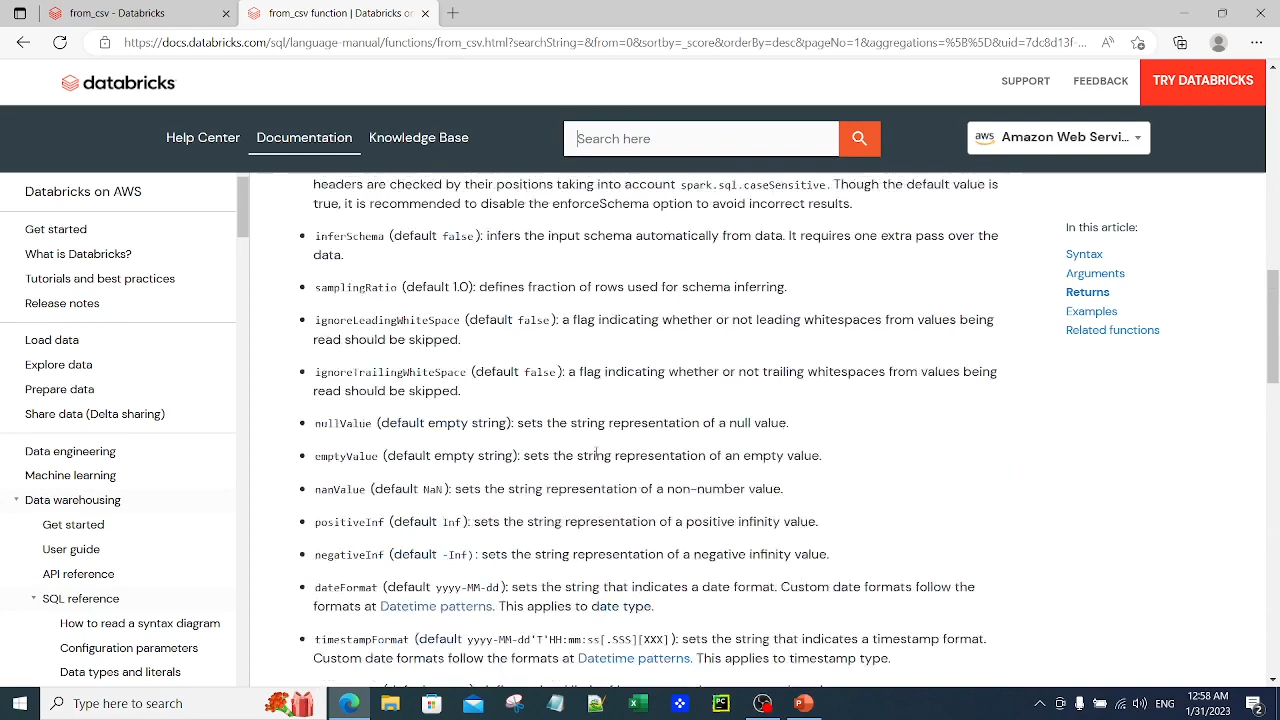 from_csv - Databricks
from_csv function | Databricks on
https://docs.databricks.com/sql/language-manual/functions/from_csv.html?searchString=&from=0&sortby=_score&orderBy=desc&pageNo=1&aggregations=%5B%5D&uid=7dc8d13f-...
databricks
SUPPORT
FEEDBACK
TRY DATABRICKS
Help Center
Documentation
Knowledge Base
Search here
aws Amazon Web Servi...
Databricks on AWS
Get started
What is Databricks?
Tutorials and best practices
Release notes
Load data
Explore data
Prepare data
Share data (Delta sharing)
Data engineering
Machine learning
Data warehousing
Get started
User guide
API reference
SQL reference
How to read a syntax diagram
Configuration parameters
Data types and literals
headers are checked by their positions taking into account spark.sql.caseSensitive. Though the default value is
true, it is recommended to disable the enforceSchema option to avoid incorrect results.
• inferSchema (default false): infers the input schema automatically from data. It requires one extra pass over the
data.
• samplingRatio (default 1.0): defines fraction of rows used for schema inferring.
• ignoreLeadingWhiteSpace (default false): a flag indicating whether or not leading whitespaces from values being
read should be skipped.
• ignoreTrailingWhiteSpace (default false): a flag indicating whether or not trailing whitespaces from values being
read should be skipped.
• nullValue (default empty string): sets the string representation of a null value.
• emptyValue (default empty string): sets the string representation of an empty value.
• nanValue (default NaN): sets the string representation of a non-number value.
• positiveInf (default Inf): sets the string representation of a positive infinity value.
• negativeInf (default -Inf): sets the string representation of a negative infinity value.
• dateFormat (default yyyy-MM-dd): sets the string that indicates a date format. Custom date formats follow the
formats at Datetime patterns. This applies to date type.
• timestampFormat (default yyyy-MM-dd'T'HH:mm:ss[.SSS][XXX]): sets the string that indicates a timestamp format.
Custom date formats follow the formats at Datetime patterns. This applies to timestamp type.
In this article:
Syntax
Arguments
Returns
Examples
Related functions
Type here to search
ENG
12:58 AM
1/31/2023
2